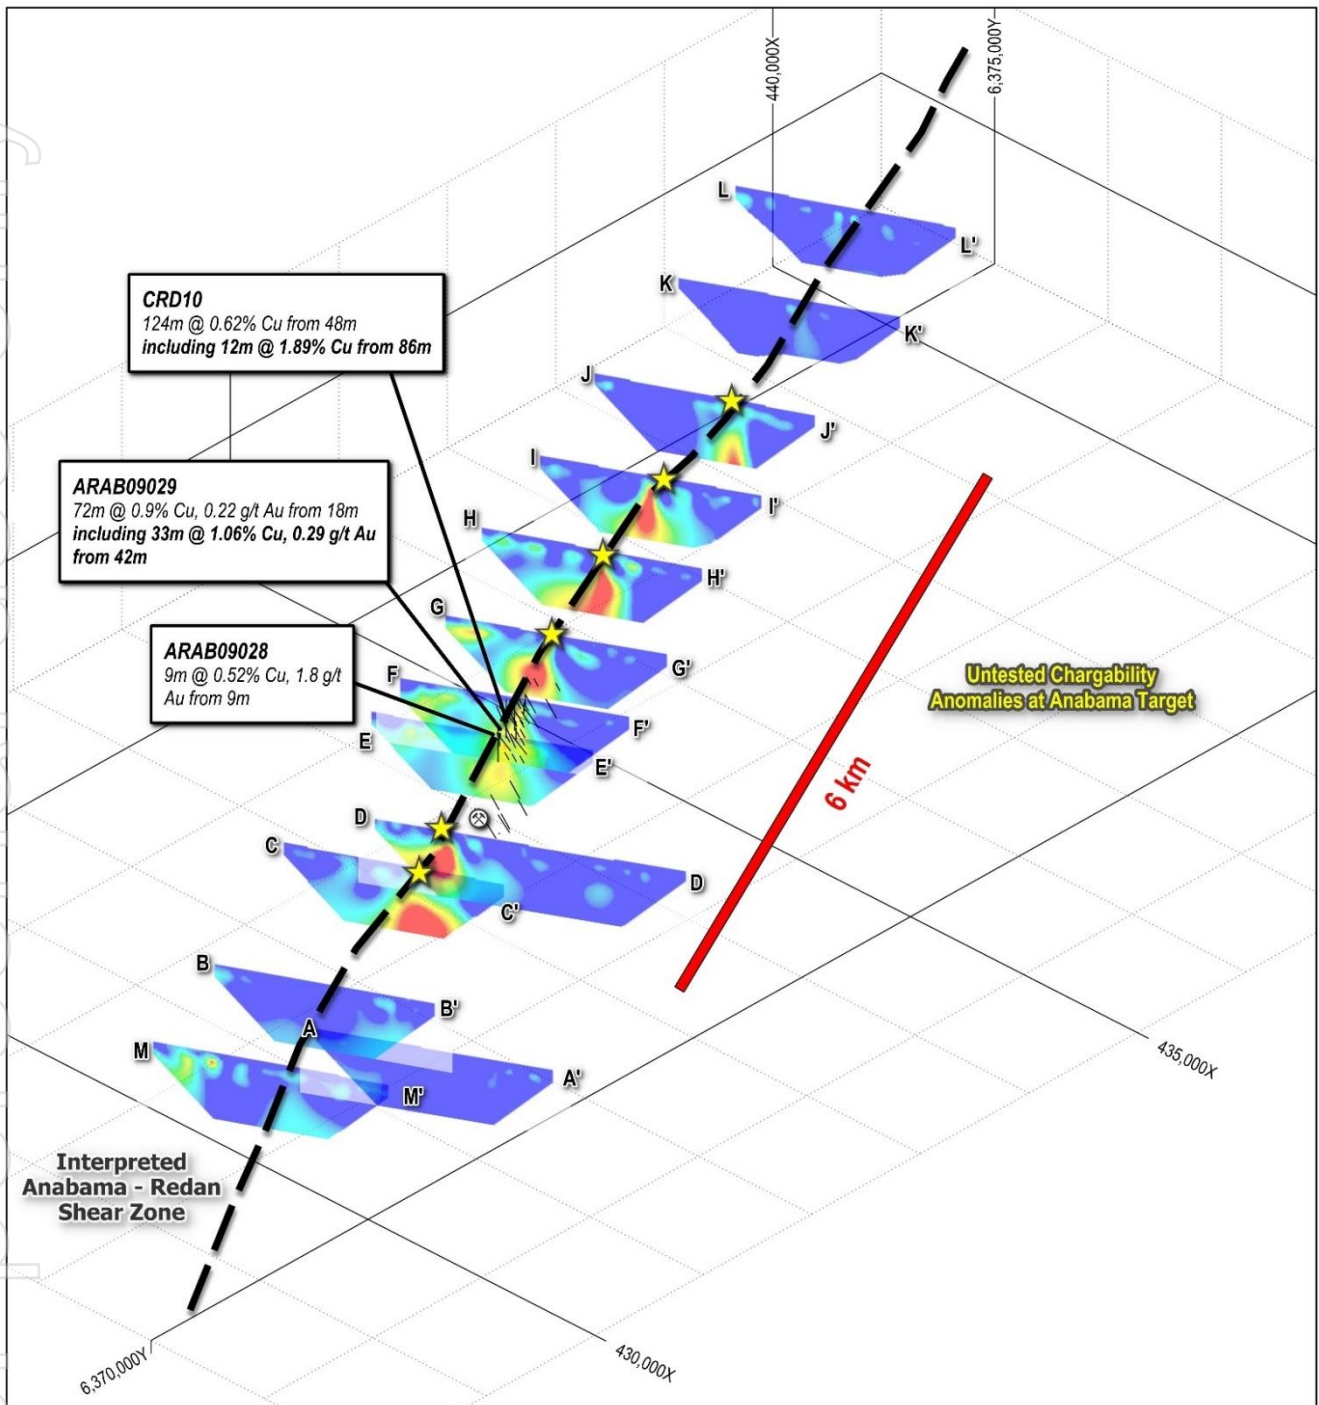 440,000X
6,375,000Y
L
L'
K
K'
CRD10
124m @ 0.62% Cu from 48m
including 12m @ 1.89% Cu from 86m
J
J'
I
I'
ARAB09029
72m @ 0.9% Cu, 0.22 g/t Au from 18m
including 33m @ 1.06% Cu, 0.29 g/t Au
from 42m
H
H'
G
G'
ARAB09028
9m @ 0.52% Cu, 1.8 g/t
Au from 9m
F
F'
E
E'
Untested Chargability
Anomalies at Anabama Target
6 km
D
D
C
C'
B
B'
A
A'
M
M'
435,000X
Interpreted
Anabama - Redan
Shear Zone
6,370,000Y
430,000X